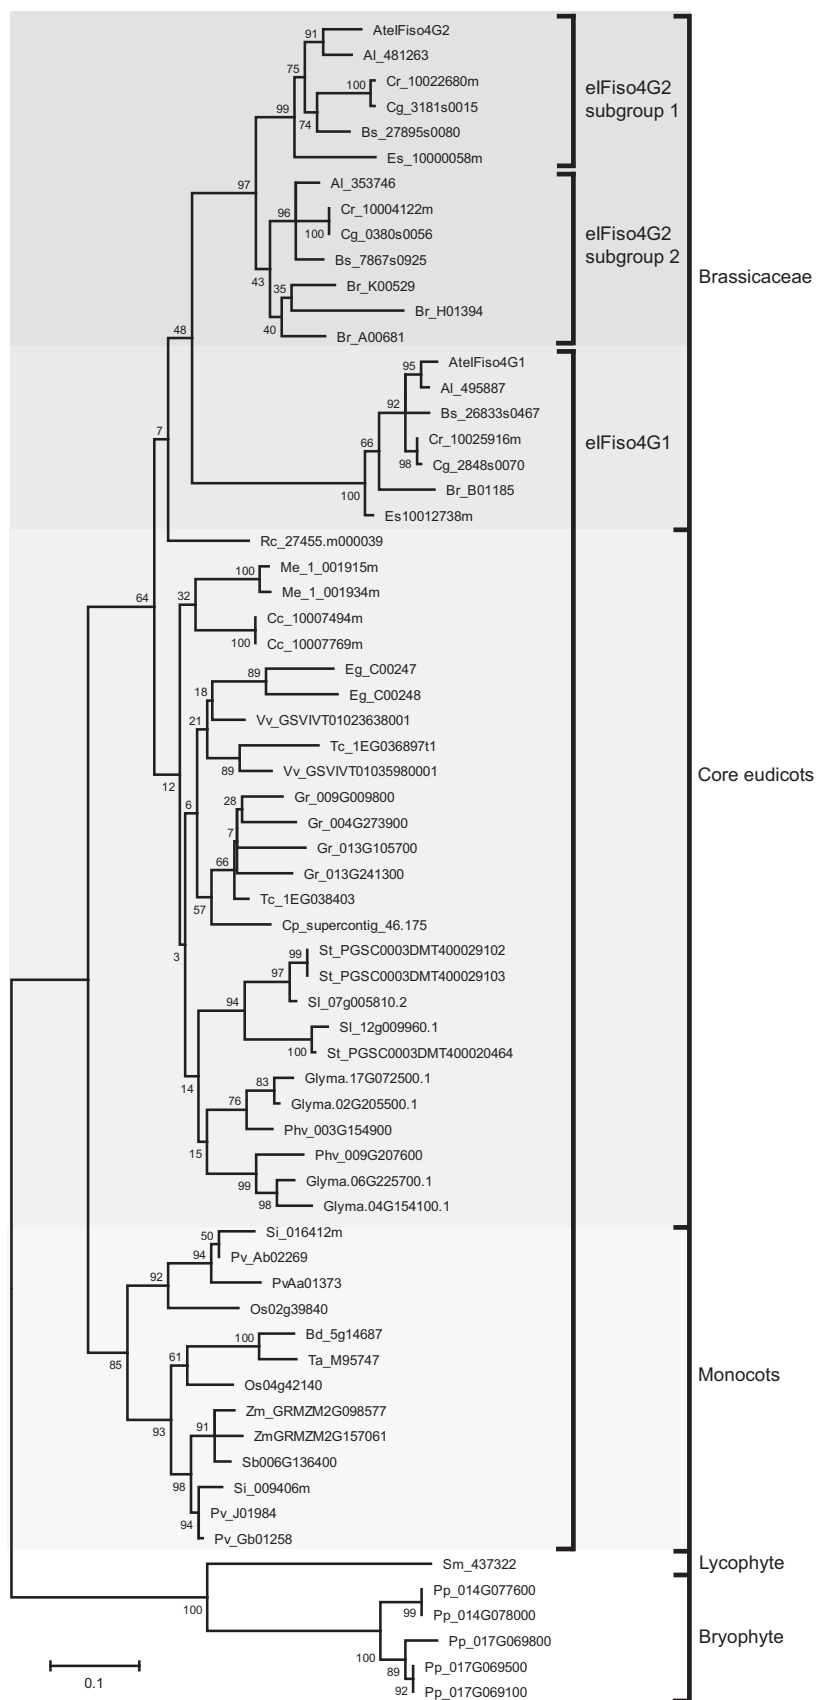 AtelFiso4G2
91
Al_481263
75
Cr_10022680m
100
Cg_3181s0015
99
74
Bs_27895s0080
Es_10000058m
eIFiso4G2
subgroup 1
97
Al_353746
Cr_10004122m
96
100
Cg_0380s0056
Bs_7867s0925
43
35
Br_K00529
Br_H01394
40
Br_A00681
eIFiso4G2
subgroup 2
Brassicaceae
48
AtelFiso4G1
95
Al_495887
92
Bs_26833s0467
Cr_10025916m
98
Cg_2848s0070
66
Br_B01185
100
Es10012738m
eIFiso4G1
7
Rc_27455.m000039
Me_1_001915m
100
Me_1_001934m
64
32
Cc_10007494m
100
Cc_10007769m
Eg_C00247
89
Eg_C00248
18
Vv_GSVIVT01023638001
21
Tc_1EG036897t1
89
Vv_GSVIVT01035980001
12
Core eudicots
6
Gr_009G009800
28
Gr_004G273900
7
Gr_013G105700
66
Gr_013G241300
Tc_1EG038403
57
Cp_supercontig_46.175
3
St_PGSC0003DMT400029102
99
St_PGSC0003DMT400029103
97
Sl_07g005810.2
94
Sl_12g009960.1
100
St_PGSC0003DMT400020464
14
Glyma.17G072500.1
83
Glyma.02G205500.1
76
Phv_003G154900
15
Phv_009G207600
99
Glyma.06G225700.1
98
Glyma.04G154100.1
Si_016412m
50
Pv_Ab02269
94
PvAa01373
92
Os02g39840
85
Bd_5g14687
100
Ta_M95747
61
Os04g42140
Monocots
93
Zm_GRMZM2G098577
91
ZmGRMZM2G157061
Sb006G136400
98
Si_009406m
Pv_J01984
94
Pv_Gb01258
Sm_437322
Lycophyte
100
Pp_014G077600
99
Pp_014G078000
Bryophyte
100
Pp_017G069800
89
Pp_017G069500
92
Pp_017G069100
0.1